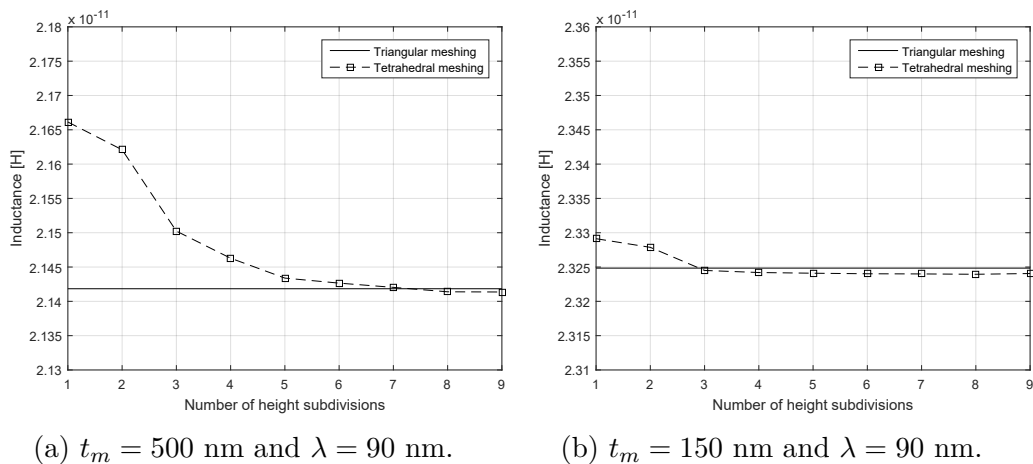 × 10⁻¹¹
2.18
2.175
2.17
2.165
2.16
2.155
2.15
2.145
2.14
2.135
2.13
Inductance [H]
Triangular meshing
Tetrahedral meshing
1 2 3 4 5 6 7 8 9
Number of height subdivisions
(a) tₘ = 500 nm and λ = 90 nm.
× 10⁻¹¹
2.36
2.355
2.35
2.345
2.34
2.335
2.33
2.325
2.32
2.315
2.31
Inductance [H]
Triangular meshing
Tetrahedral meshing
1 2 3 4 5 6 7 8 9
Number of height subdivisions
(b) tₘ = 150 nm and λ = 90 nm.